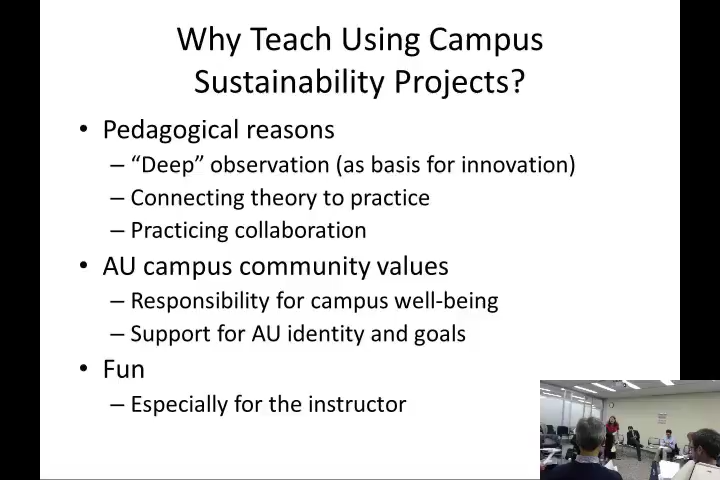 Why Teach Using Campus
Sustainability Projects?
• Pedagogical reasons
– “Deep” observation (as basis for innovation)
– Connecting theory to practice
– Practicing collaboration
• AU campus community values
– Responsibility for campus well-being
– Support for AU identity and goals
• Fun
– Especially for the instructor